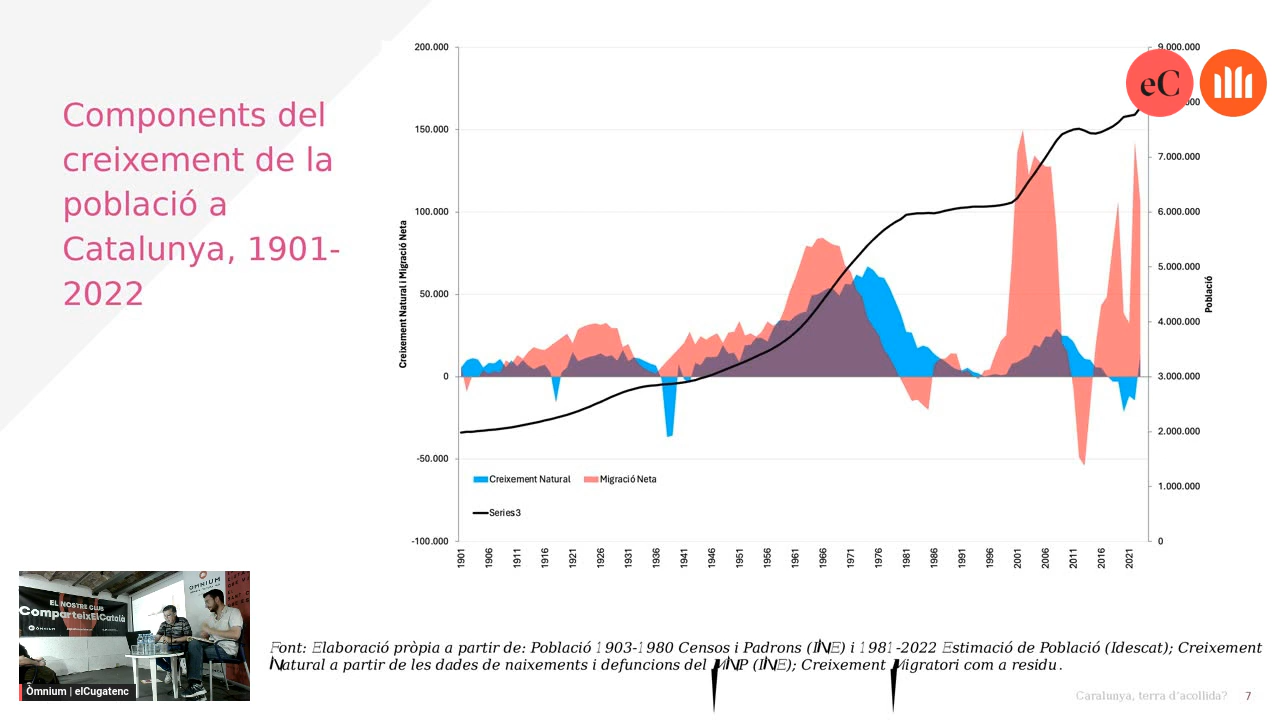 Components del
creixement de la
població a
Catalunya, 1901-
2022
200.000
150.000
100.000
50.000
0
-50.000
-100.000
Creixement Natural i Migració Neta
9.000.000
7.000.000
6.000.000
5.000.000
4.000.000
3.000.000
2.000.000
1.000.000
0
Població
eC
Creixement Natural
Migració Neta
Series3
1901 1906 1911 1916 1921 1926 1931 1936 1941 1946 1951 1956 1961 1966 1971 1976 1981 1986 1991 1996 2001 2006 2011 2016 2021
EL NOSTRE CLUB
ComparteixElCatalà
ÒMNIUM
Òmnium | elCugatenc
Font: Elaboració pròpia a partir de: Població 1903-1980 Censos i Padrons (INE) i 1981-2022 Estimació de Població (Idescat); Creixement
Natural a partir de les dades de naixements i defuncions del MNP (INE); Creixement Migratori com a residu.
Caralunya, terra d'acollida? 7